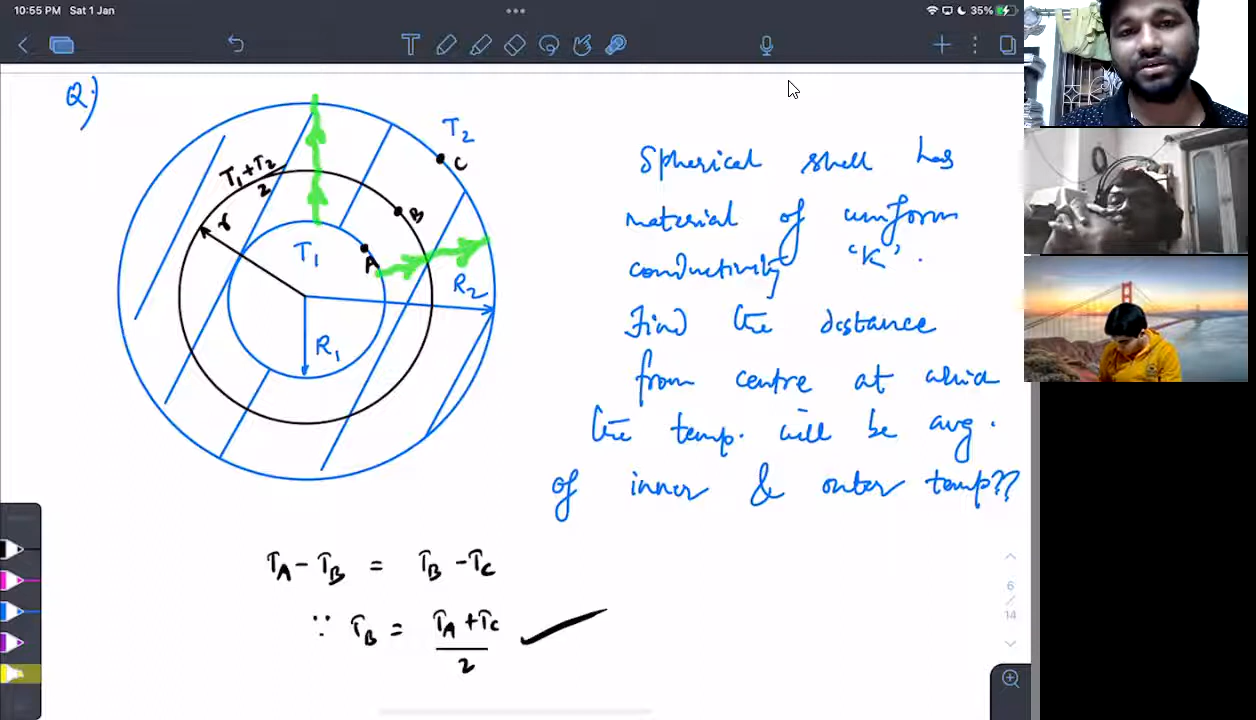 10:55 PM Sat 1 Jan
35%
T
Q)
T2
C
T1+T2
2
B
r
T1
A
R2
R1
Spherical shell has
material of uniform
conductivity 'K'.
Find the distance
from centre at which
the temp. will be avg.
of inner & outer temp??
TA - TB = TB - TC
∵ TB = TA + TC
2
6
/
14